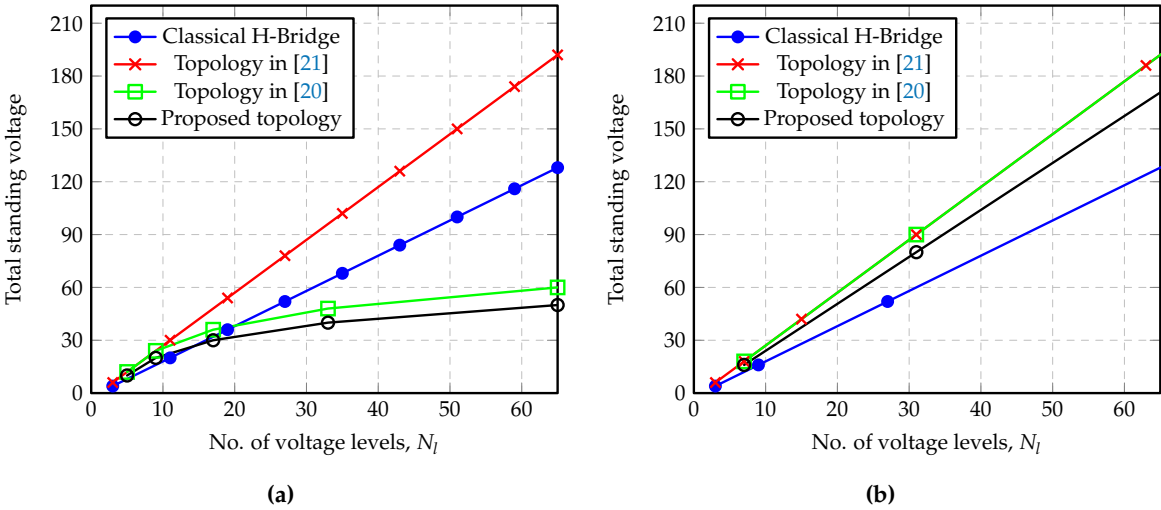 Classical H-Bridge
Topology in [21]
Topology in [20]
Proposed topology
Total standing voltage
210
180
150
120
90
60
30
0
0 10 20 30 40 50 60
No. of voltage levels, N_l
(a)
Classical H-Bridge
Topology in [21]
Topology in [20]
Proposed topology
Total standing voltage
210
180
150
120
90
60
30
0
0 10 20 30 40 50 60
No. of voltage levels, N_l
(b)